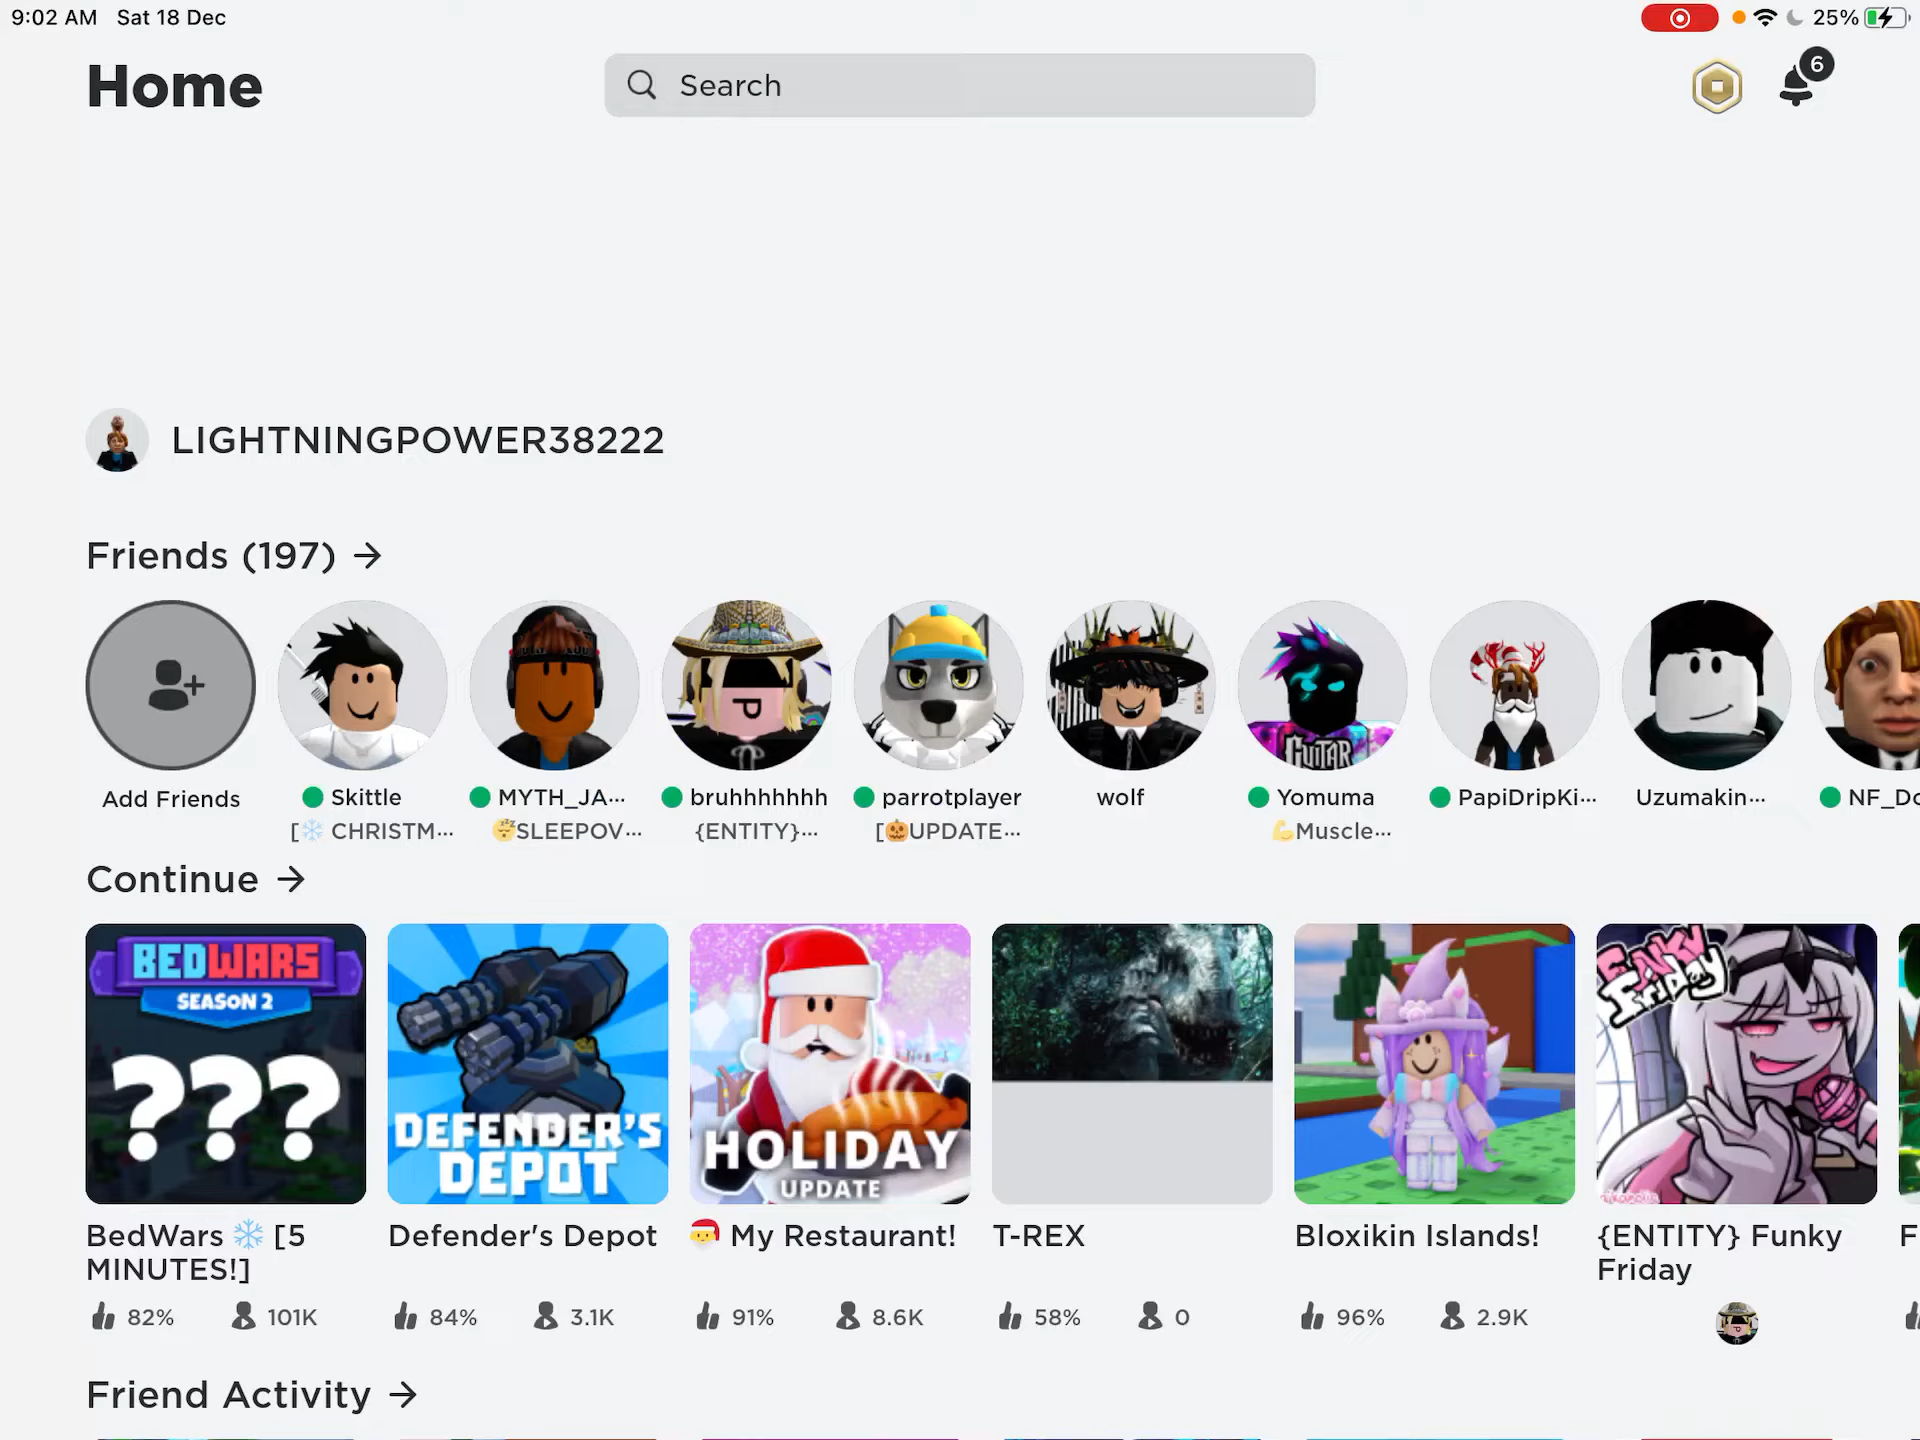 9:02 AM Sat 18 Dec
25%
Home
Search
6
LIGHTNINGPOWER38222
Friends (197) →
GUITAR
Add Friends
Skittle
MYTH_JA...
bruhhhhhhh
parrotplayer
wolf
Yomuma
PapiDripKi...
Uzumakin...
NF_Do
[❄️ CHRISTM...
😴SLEEPOV...
{ENTITY}...
[🎃UPDATE...
💪Muscle...
Continue →
BEDWARS
SEASON 2
???
DEFENDER'S
DEPOT
HOLIDAY
UPDATE
FUNKY
FRIDAY
BedWars ❄️ [5
MINUTES!]
Defender's Depot
🎅 My Restaurant!
T-REX
Bloxikin Islands!
{ENTITY} Funky
Friday
F
82% 101K
84% 3.1K
91% 8.6K
58% 0
96% 2.9K
Friend Activity →